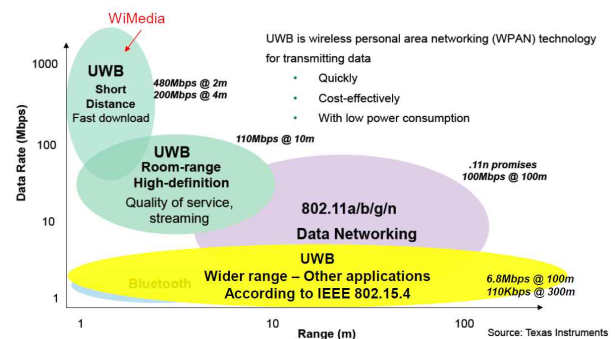 WiMedia
UWB is wireless personal area networking (WPAN) technology
for transmitting data
• Quickly
• Cost-effectively
• With low power consumption
Data Rate (Mbps)
1000
100
10
1
UWB
Short
Distance
Fast download
480Mbps @ 2m
200Mbps @ 4m
110Mbps @ 10m
UWB
Room-range
High-definition
Quality of service,
streaming
.11n promises
100Mbps @ 100m
802.11a/b/g/n
Data Networking
UWB
Wider range – Other applications
According to IEEE 802.15.4
Bluetooth
6.8Mbps @ 100m
110Kbps @ 300m
1
10
100
Range (m)
Source: Texas Instruments